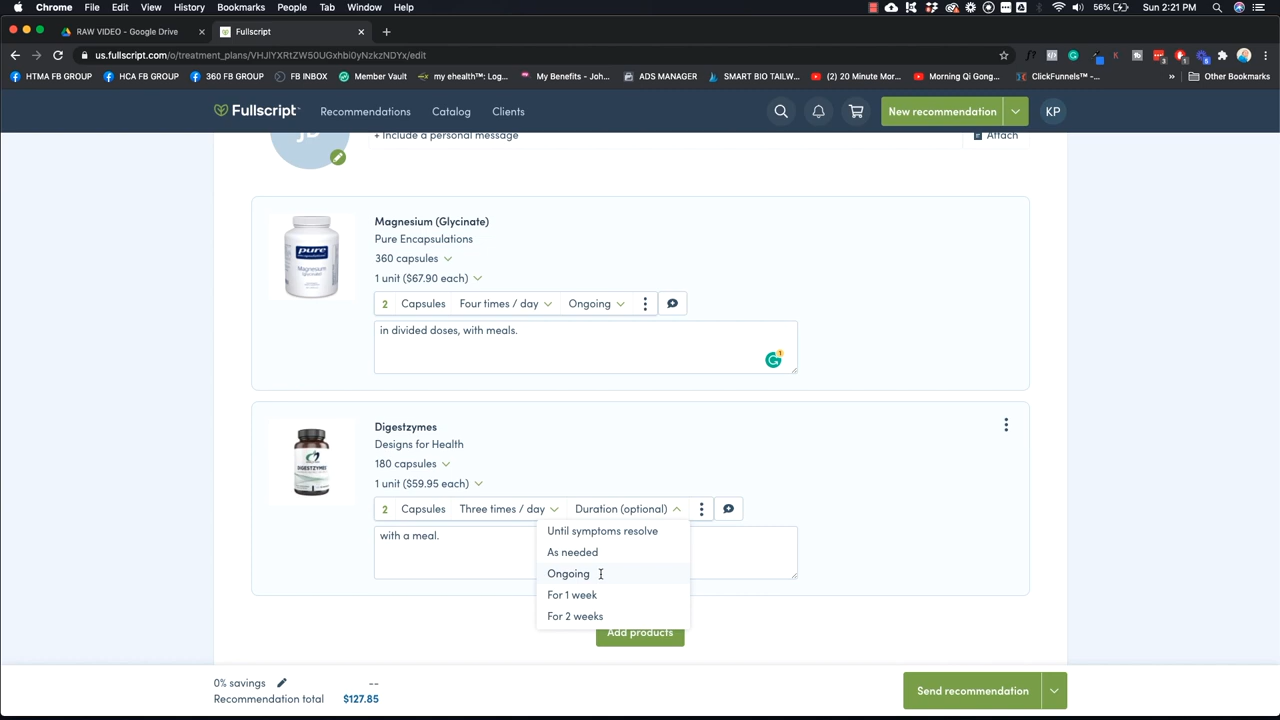 Chrome File Edit View History Bookmarks People Tab Window Help 56% Sun 2:21 PM
RAW VIDEO - Google Drive Fullscript
us.fullscript.com/o/treatment_plans/VHJlYXRtZW50UGxhbi0yNzkzNDYx/edit
HTMA FB GROUP HCA FB GROUP 360 FB GROUP FB INBOX Member Vault my ehealth™: Log... My Benefits - Joh... ADS MANAGER SMART BIO TAILW... (2) 20 Minute Mor... Morning Qi Gong... ClickFunnels™ -... » Other Bookmarks
Fullscript Recommendations Catalog Clients New recommendation KP
+ Include a personal message Attach
Magnesium (Glycinate)
Pure Encapsulations
360 capsules
1 unit ($67.90 each)
2 Capsules Four times / day Ongoing
in divided doses, with meals.
pure
Magnesium
Digestzymes
Designs for Health
180 capsules
1 unit ($59.95 each)
2 Capsules Three times / day Duration (optional)
with a meal.
DIGESTZYMES
Until symptoms resolve
As needed
Ongoing
For 1 week
For 2 weeks
Add products
0% savings --
Recommendation total $127.85
Send recommendation